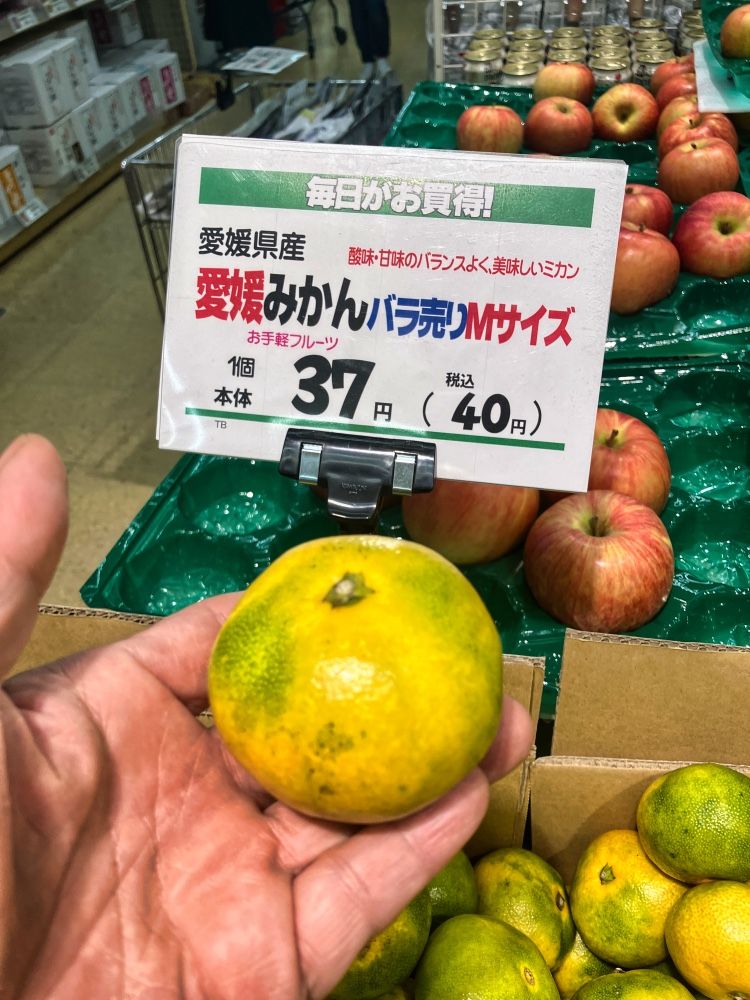 毎日がお買得!
愛媛県産
酸味・甘味のバランスよく、美味しいミカン
愛媛みかんバラ売りMサイズ
お手軽フルーツ
1個
本体 37円 (税込 40円)
TB